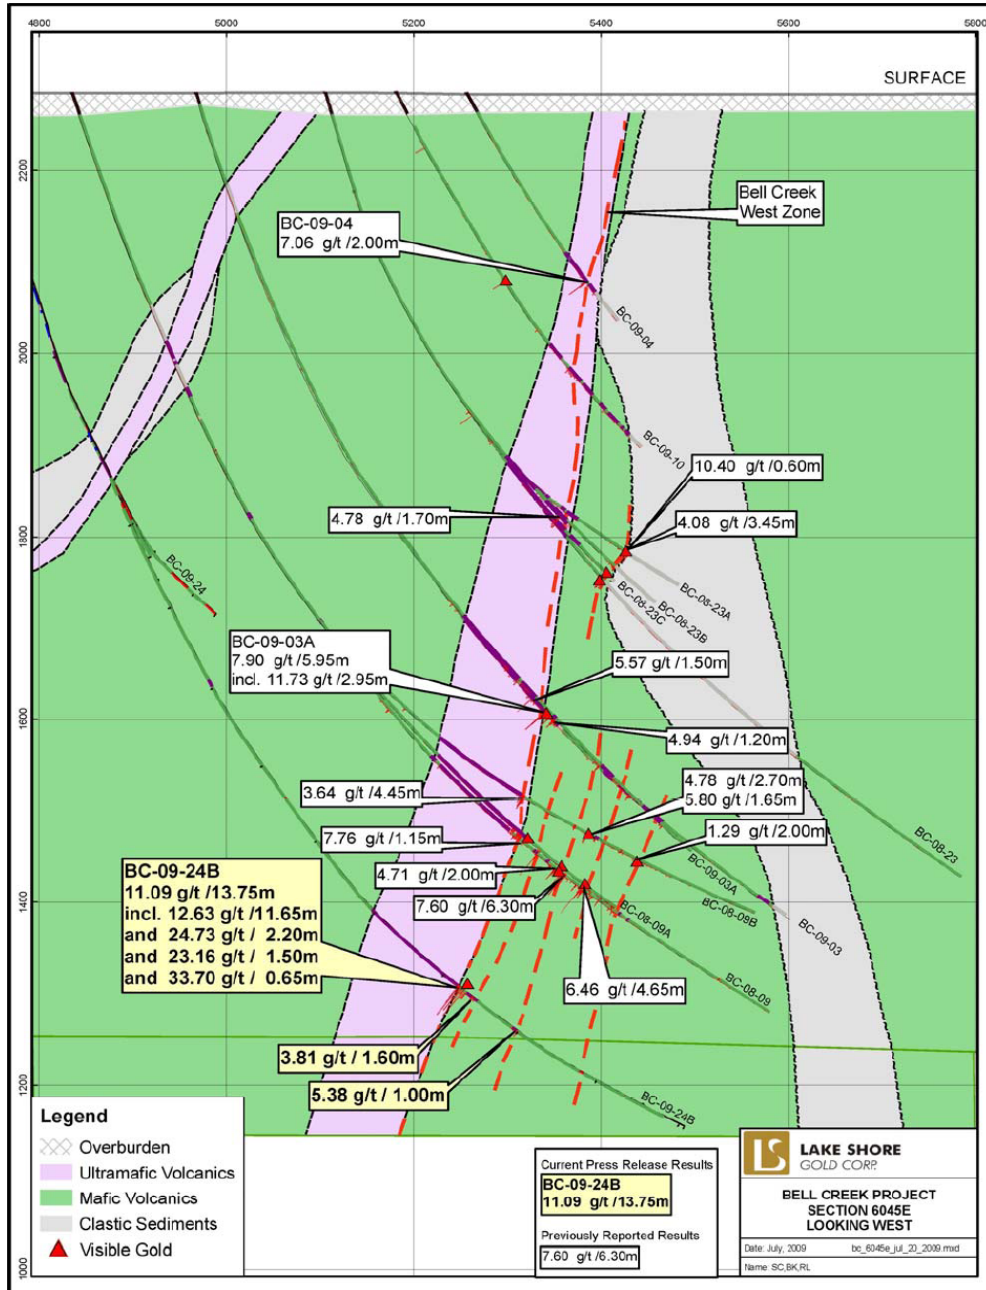 4800 5000 5200 5400 5600 5800
SURFACE
2200
2000
1800
1600
1400
1200
1000
Bell Creek
West Zone
BC-09-04
7.06 g/t /2.00m
BC-09-04
BC-09-10
10.40 g/t /0.60m
4.78 g/t /1.70m
4.08 g/t /3.45m
BC-09-24
BC-08-23A
BC-08-23B
BC-08-23C
BC-09-03A
7.90 g/t /5.95m
incl. 11.73 g/t /2.95m
5.57 g/t /1.50m
4.94 g/t /1.20m
3.64 g/t /4.45m
4.78 g/t /2.70m
5.80 g/t /1.65m
7.76 g/t /1.15m
1.29 g/t /2.00m
BC-08-23
BC-09-24B
11.09 g/t /13.75m
incl. 12.63 g/t /11.65m
and 24.73 g/t / 2.20m
and 23.16 g/t / 1.50m
and 33.70 g/t / 0.65m
4.71 g/t /2.00m
7.60 g/t /6.30m
BC-09-03A
BC-08-09B
BC-09-03
BC-08-09A
BC-08-09
6.46 g/t /4.65m
3.81 g/t / 1.60m
5.38 g/t / 1.00m
BC-09-24B
Legend
Overburden
Ultramafic Volcanics
Mafic Volcanics
Clastic Sediments
Visible Gold
Current Press Release Results
BC-09-24B
11.09 g/t /13.75m
Previously Reported Results
7.60 g/t /6.30m
LS
LAKE SHORE
GOLD CORP.
BELL CREEK PROJECT
SECTION 6045E
LOOKING WEST
Date: July, 2009 bc_6045e_jul_20_2009.mxd
Name: SC,BK,RL